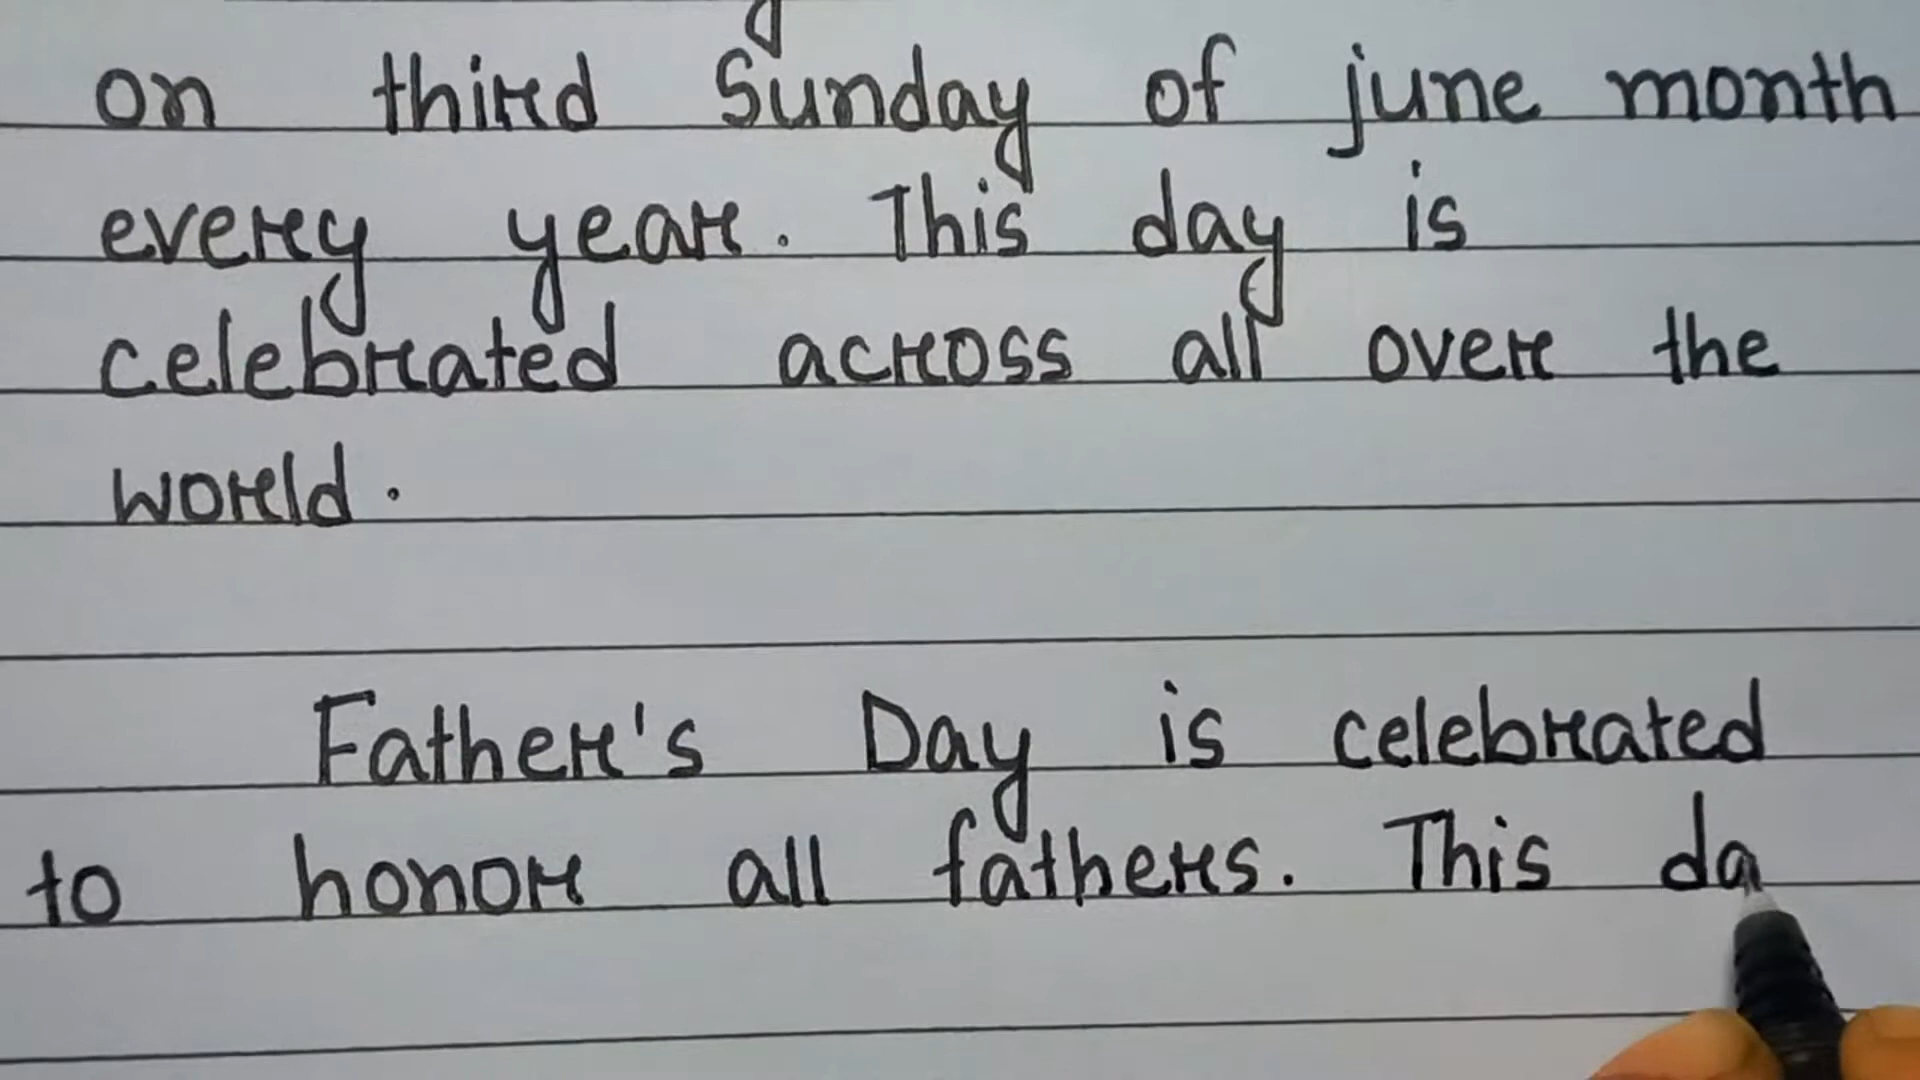 on third Sunday of june month
every year. This day is
celebrated across all over the
world.
Father's Day is celebrated
to honor all fathers. This da